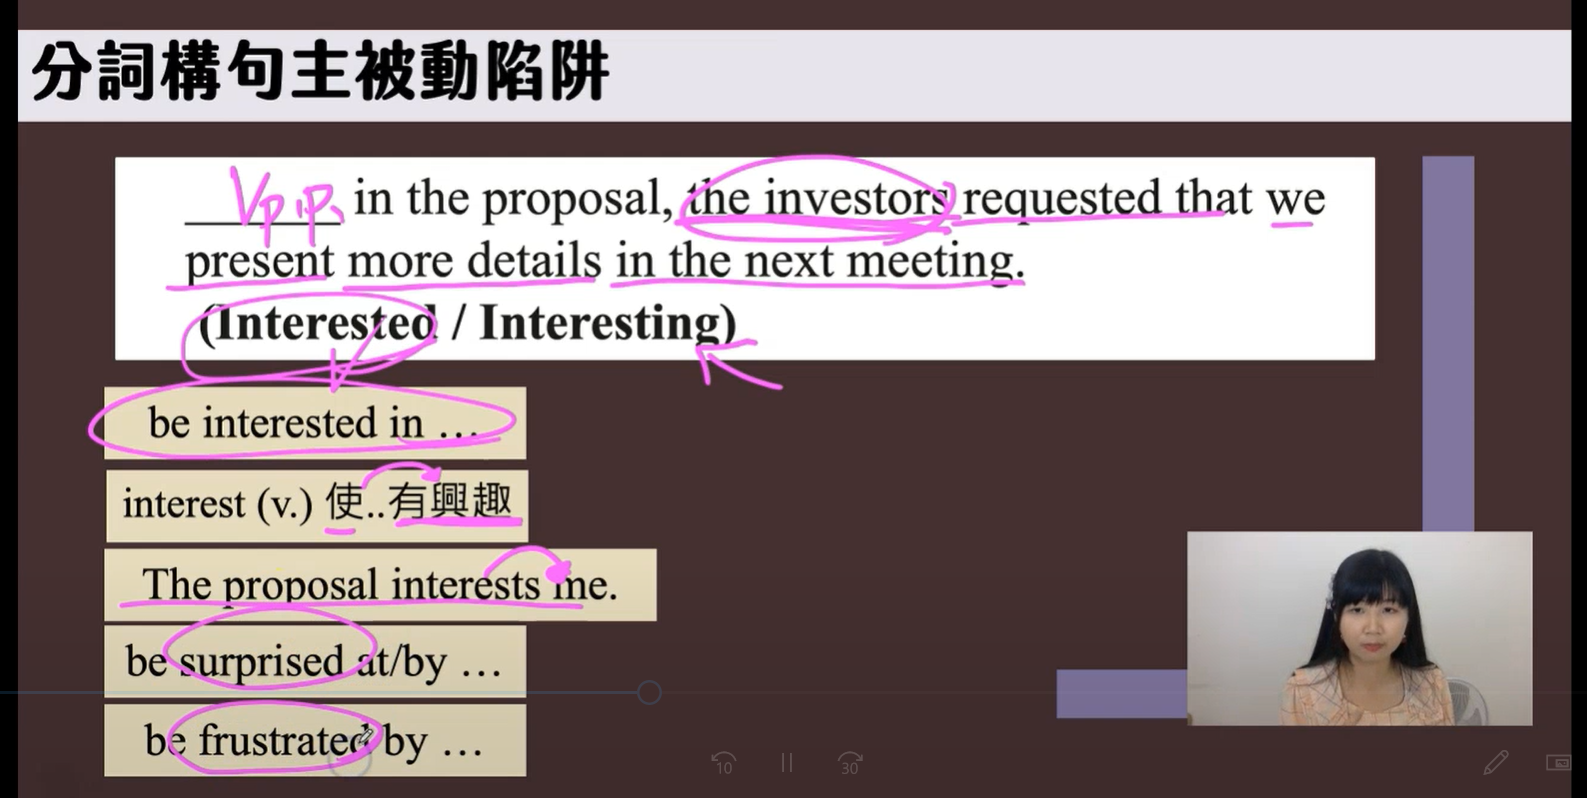 分詞構句主被動陷阱
Vp.p. in the proposal, the investors requested that we
present more details in the next meeting.
(Interested / Interesting)
be interested in …
interest (v.) 使..有興趣
The proposal interests me.
be surprised at/by …
be frustrated by …
10
30